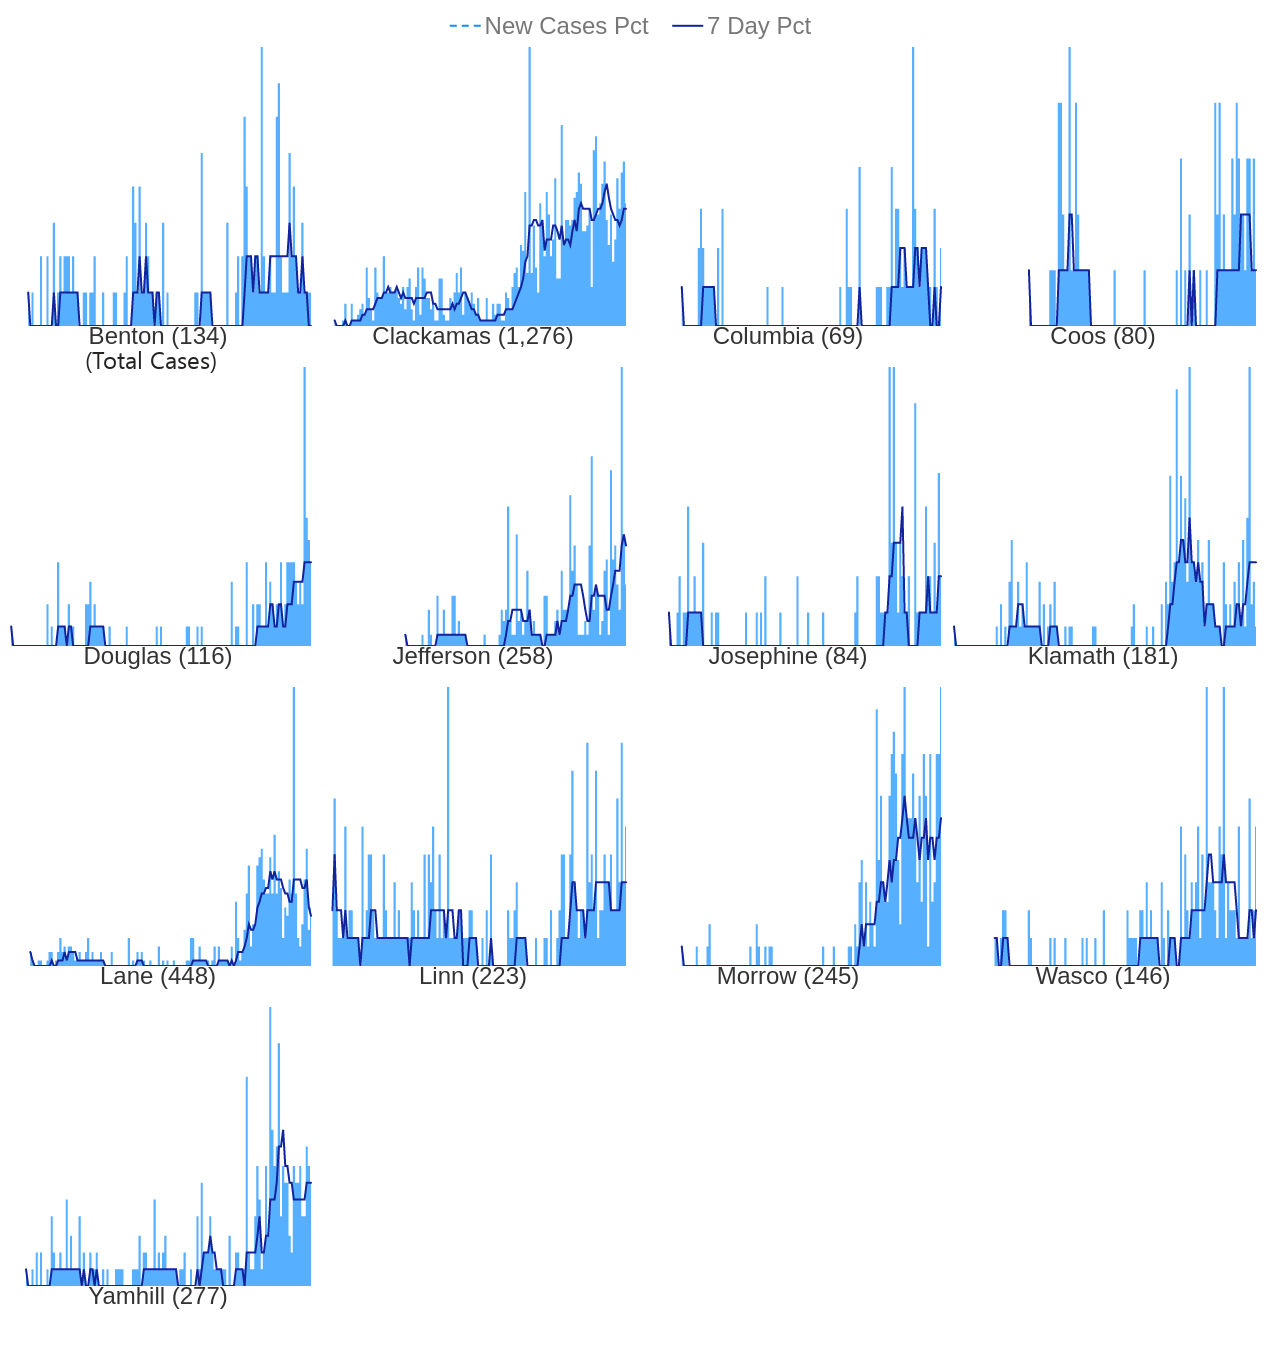 New Cases Pct 7 Day Pct
Benton (134) Clackamas (1,276) Columbia (69) Coos (80)
(Total Cases)
Douglas (116) Jefferson (258) Josephine (84) Klamath (181)
Lane (448) Linn (223) Morrow (245) Wasco (146)
Yamhill (277)